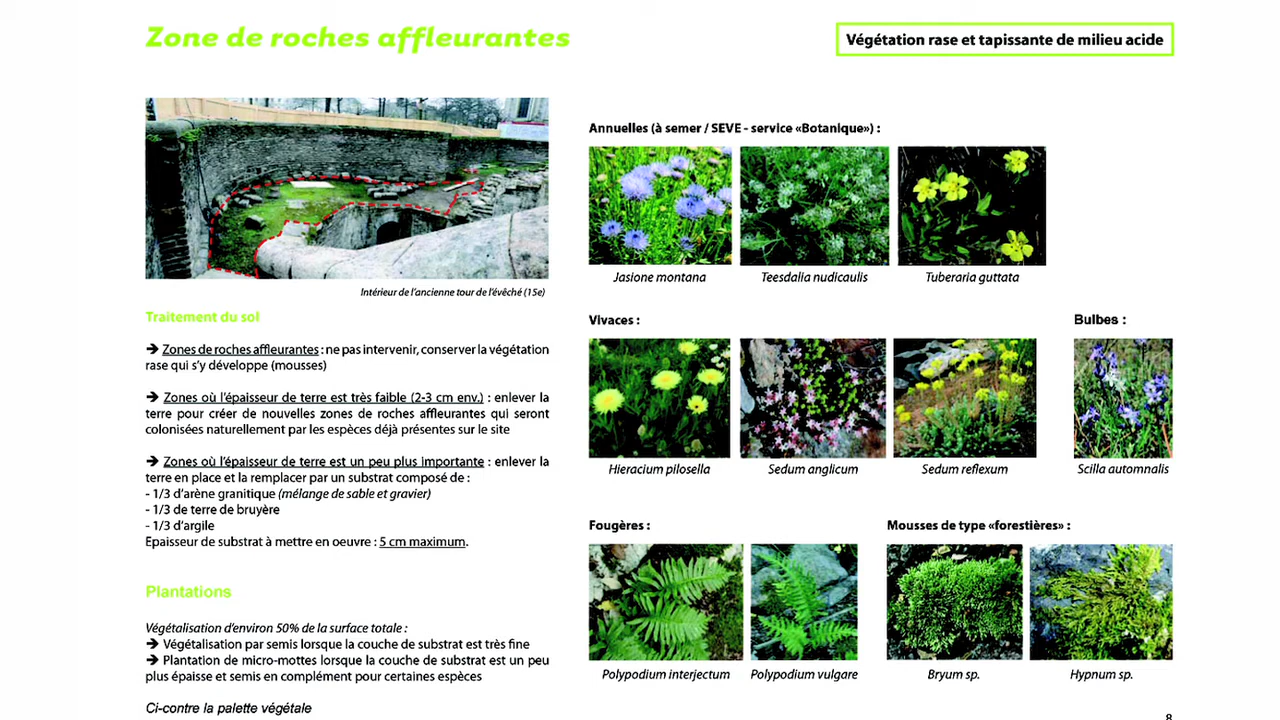 Zone de roches affleurantes
Végétation rase et tapissante de milieu acide
Intérieur de l'ancienne tour de l'évêché (15e)
Traitement du sol
➔ Zones de roches affleurantes : ne pas intervenir, conserver la végétation
rase qui s'y développe (mousses)
➔ Zones où l'épaisseur de terre est très faible (2-3 cm env.) : enlever la
terre pour créer de nouvelles zones de roches affleurantes qui seront
colonisées naturellement par les espèces déjà présentes sur le site
➔ Zones où l'épaisseur de terre est un peu plus importante : enlever la
terre en place et la remplacer par un substrat composé de :
- 1/3 d'arène granitique (mélange de sable et gravier)
- 1/3 de terre de bruyère
- 1/3 d'argile
Epaisseur de substrat à mettre en oeuvre : 5 cm maximum.
Plantations
Végétalisation d'environ 50% de la surface totale :
➔ Végétalisation par semis lorsque la couche de substrat est très fine
➔ Plantation de micro-mottes lorsque la couche de substrat est un peu
plus épaisse et semis en complément pour certaines espèces
Ci-contre la palette végétale
Annuelles (à semer / SEVE - service «Botanique») :
Jasione montana
Teesdalia nudicaulis
Tuberaria guttata
Vivaces :
Bulbes :
Hieracium pilosella
Sedum anglicum
Sedum reflexum
Scilla automnalis
Fougères :
Mousses de type «forestières» :
Polypodium interjectum
Polypodium vulgare
Bryum sp.
Hypnum sp.
8